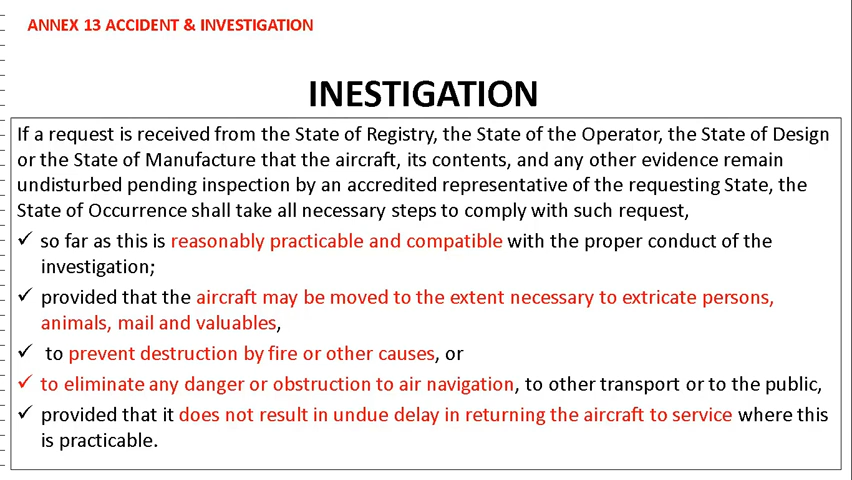 ANNEX 13 ACCIDENT & INVESTIGATION
INESTIGATION
If a request is received from the State of Registry, the State of the Operator, the State of Design
or the State of Manufacture that the aircraft, its contents, and any other evidence remain
undisturbed pending inspection by an accredited representative of the requesting State, the
State of Occurrence shall take all necessary steps to comply with such request,
✓ so far as this is reasonably practicable and compatible with the proper conduct of the
investigation;
✓ provided that the aircraft may be moved to the extent necessary to extricate persons,
animals, mail and valuables,
✓ to prevent destruction by fire or other causes, or
✓ to eliminate any danger or obstruction to air navigation, to other transport or to the public,
✓ provided that it does not result in undue delay in returning the aircraft to service where this
is practicable.